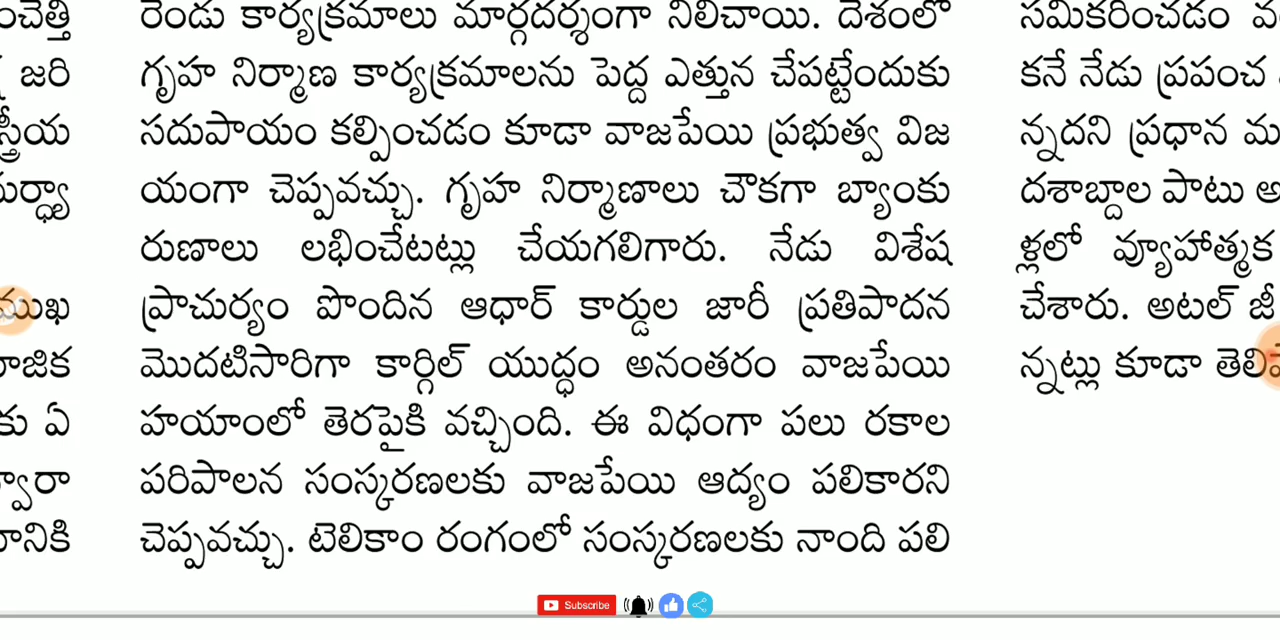 ంచెత్తి
జరి
స్త్రీయ
ముఖ
కు ఏ
రెండు కార్యక్రమాలు మార్గదర్శంగా నిలిచాయి. దేశంలో
గృహ నిర్మాణ కార్యక్రమాలను పెద్ద ఎత్తున చేపట్టేందుకు
సదుపాయం కల్పించడం కూడా వాజపేయి ప్రభుత్వ విజ
యంగా చెప్పవచ్చు. గృహ నిర్మాణాలు చౌకగా బ్యాంకు
రుణాలు లభించేటట్లు చేయగలిగారు. నేడు విశేష
ప్రాచుర్యం పొందిన ఆధార్ కార్డుల జారీ ప్రతిపాదన
మొదటిసారిగా కార్గిల్ యుద్ధం అనంతరం వాజపేయి
హయాంలో తెరపైకి వచ్చింది. ఈ విధంగా పలు రకాల
పరిపాలన సంస్కరణలకు వాజపేయి ఆద్యం పలికారని
చెప్పవచ్చు. టెలికాం రంగంలో సంస్కరణలకు నాంది పలి
సమీకరించడం
కనే నేడు ప్రపంచ
న్నదని ప్రధాన
దశాబ్దాల పాటు
ళ్లలో వ్యూహాత్మక
చేశారు. అటల్ జీ
న్నట్లు కూడా
Subscribe